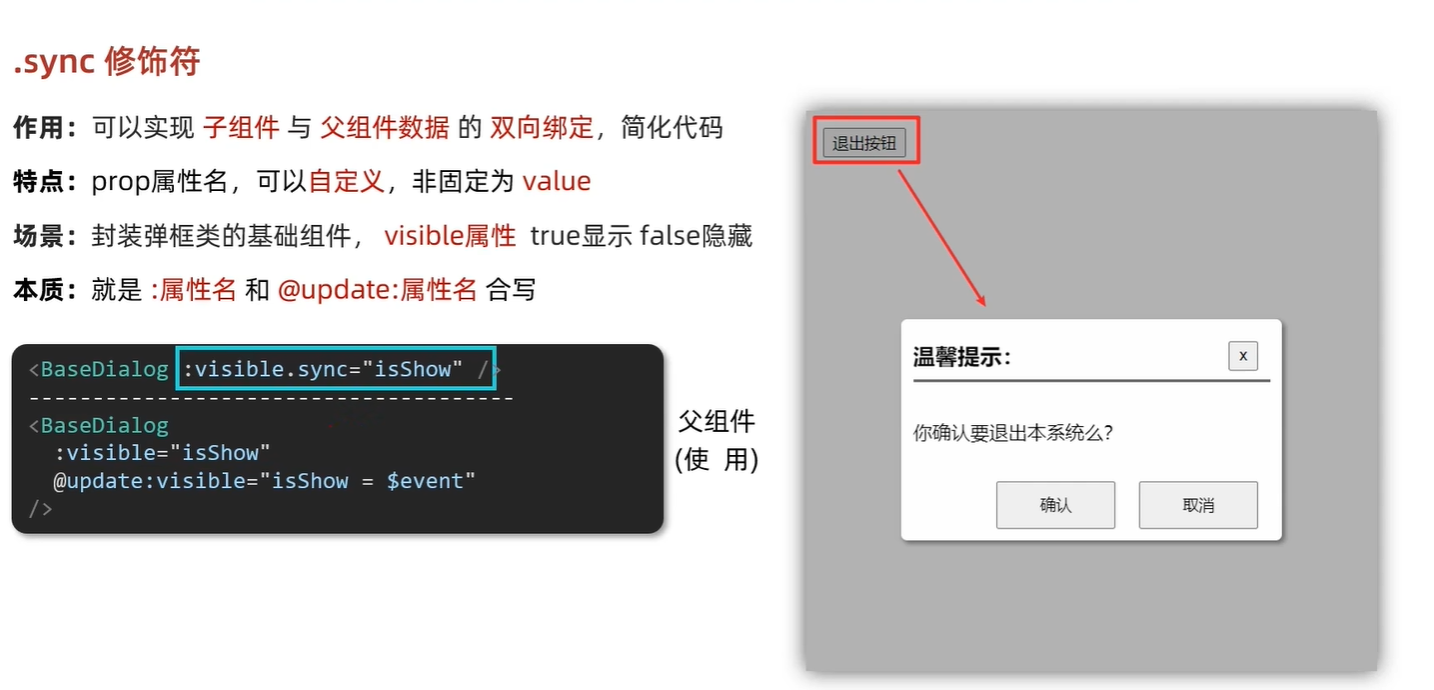 .sync 修饰符
作用：可以实现 子组件 与 父组件数据 的 双向绑定，简化代码
特点：prop属性名，可以自定义，非固定为 value
场景：封装弹框类的基础组件， visible属性 true显示 false隐藏
本质：就是 :属性名 和 @update:属性名 合写
<BaseDialog :visible.sync="isShow" />
---------------------------------------
<BaseDialog
:visible="isShow"
@update:visible="isShow = $event"
/>
父组件
(使 用)
退出按钮
温馨提示：
x
你确认要退出本系统么？
确认
取消